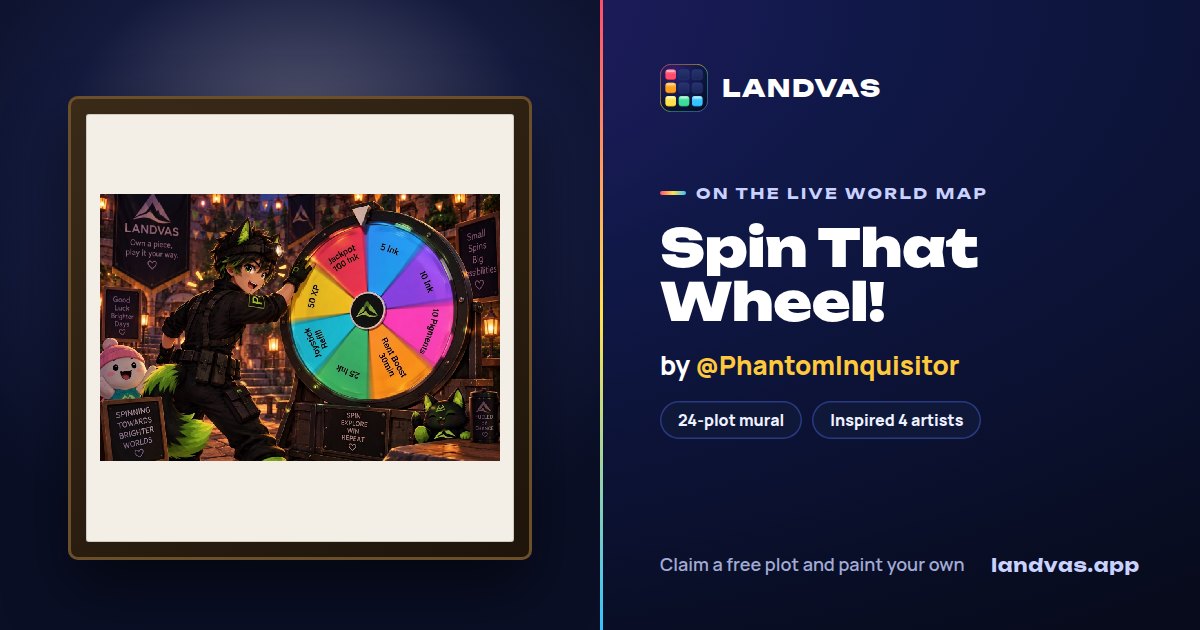 LANDVAS
Own a piece,
play it your way.
Good
Luck
Brighter
Days
SPINNING
TOWARDS
BRIGHTER
WORLDS
Jackpot
100 Ink
5 Ink
10 Ink
10 Pigments
Rent Boost
30min
25 Ink
Joystick
Refill
50 XP
Small
Spins
Big
SPIN
EXPLORE
WIN
REPEAT
LANDVAS
ON THE LIVE WORLD MAP
Spin That
Wheel!
by @PhantomInquisitor
24-plot mural
Inspired 4 artists
Claim a free plot and paint your own
landvas.app